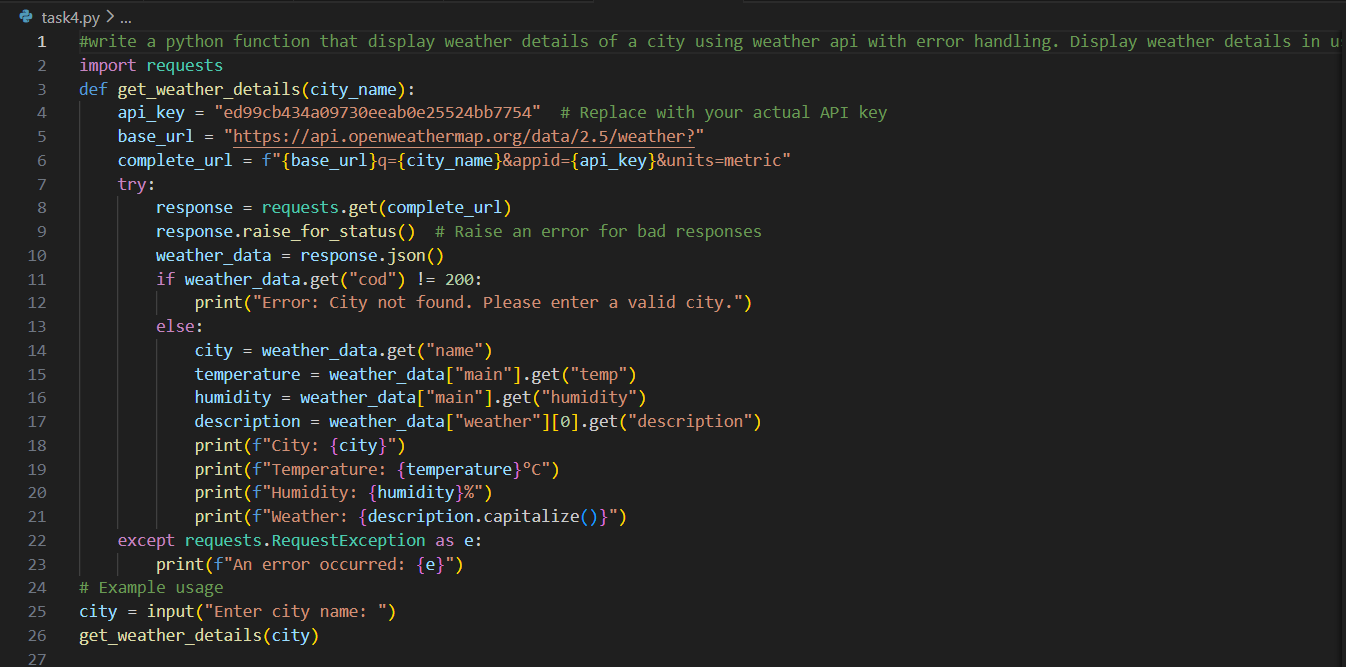 task4.py > ...
1 #write a python function that display weather details of a city using weather api with error handling. Display weather details in
2 import requests
3 def get_weather_details(city_name):
4     api_key = "ed99cb434a09730eeab0e25524bb7754"  # Replace with your actual API key
5     base_url = "https://api.openweathermap.org/data/2.5/weather?"
6     complete_url = f"{base_url}q={city_name}&appid={api_key}&units=metric"
7     try:
8         response = requests.get(complete_url)
9         response.raise_for_status()  # Raise an error for bad responses
10         weather_data = response.json()
11         if weather_data.get("cod") != 200:
12             print("Error: City not found. Please enter a valid city.")
13         else:
14             city = weather_data.get("name")
15             temperature = weather_data["main"].get("temp")
16             humidity = weather_data["main"].get("humidity")
17             description = weather_data["weather"][0].get("description")
18             print(f"City: {city}")
19             print(f"Temperature: {temperature}°C")
20             print(f"Humidity: {humidity}%")
21             print(f"Weather: {description.capitalize()}")
22     except requests.RequestException as e:
23         print(f"An error occurred: {e}")
24 # Example usage
25 city = input("Enter city name: ")
26 get_weather_details(city)
27